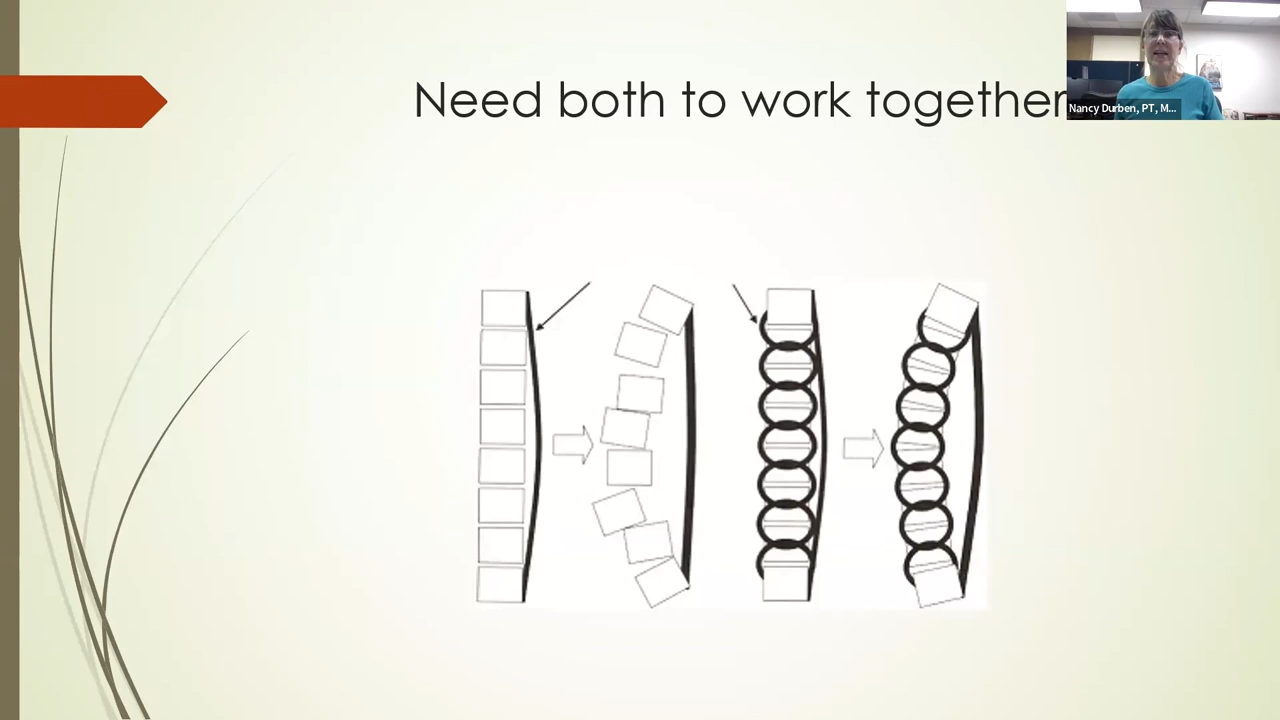 Need both to work together
Nancy Durben, PT, M...